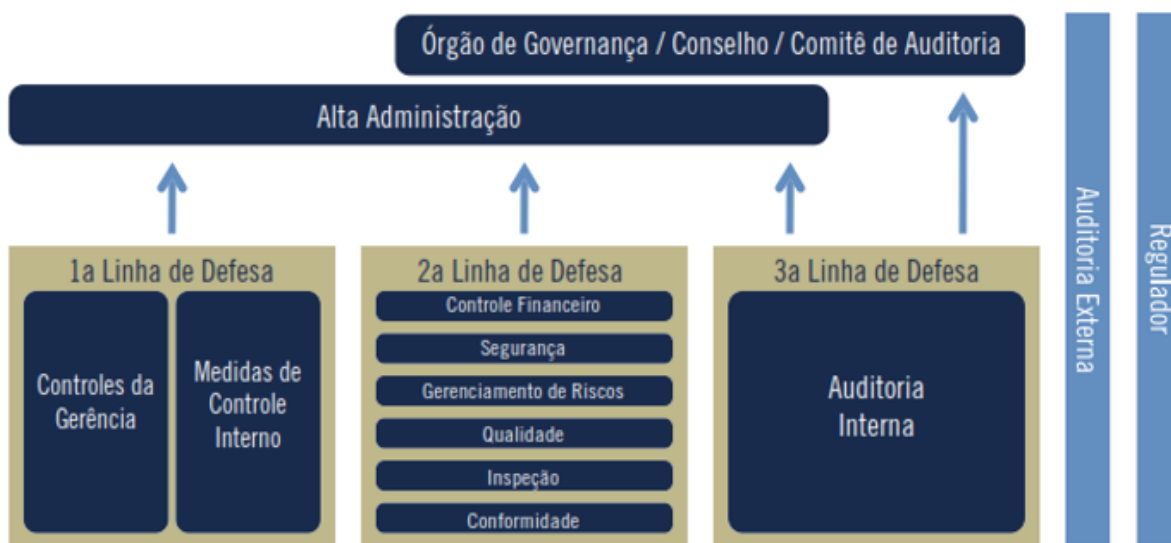 Órgão de Governança / Conselho / Comitê de Auditoria
Alta Administração
1a Linha de Defesa
Controles da
Gerência
Medidas de
Controle
Interno
2a Linha de Defesa
Controle Financeiro
Segurança
Gerenciamento de Riscos
Qualidade
Inspeção
Conformidade
3a Linha de Defesa
Auditoria
Interna
Auditoria Externa
Regulador